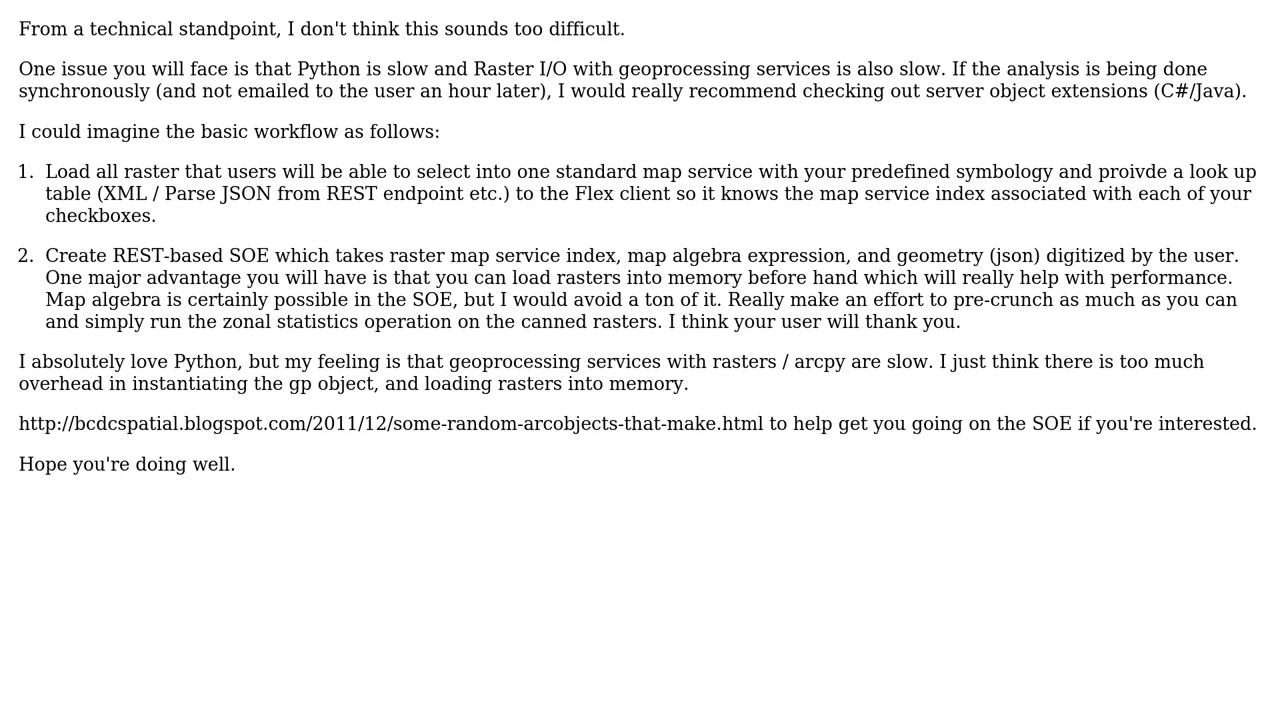 From a technical standpoint, I don't think this sounds too difficult.
One issue you will face is that Python is slow and Raster I/O with geoprocessing services is also slow. If the analysis is being done
synchronously (and not emailed to the user an hour later), I would really recommend checking out server object extensions (C#/Java).
I could imagine the basic workflow as follows:
1. Load all raster that users will be able to select into one standard map service with your predefined symbology and proivde a look up
table (XML / Parse JSON from REST endpoint etc.) to the Flex client so it knows the map service index associated with each of your
checkboxes.
2. Create REST-based SOE which takes raster map service index, map algebra expression, and geometry (json) digitized by the user.
One major advantage you will have is that you can load rasters into memory before hand which will really help with performance.
Map algebra is certainly possible in the SOE, but I would avoid a ton of it. Really make an effort to pre-crunch as much as you can
and simply run the zonal statistics operation on the canned rasters. I think your user will thank you.
I absolutely love Python, but my feeling is that geoprocessing services with rasters / arcpy are slow. I just think there is too much
overhead in instantiating the gp object, and loading rasters into memory.
http://bcdcspatial.blogspot.com/2011/12/some-random-arcobjects-that-make.html to help get you going on the SOE if you're interested.
Hope you're doing well.